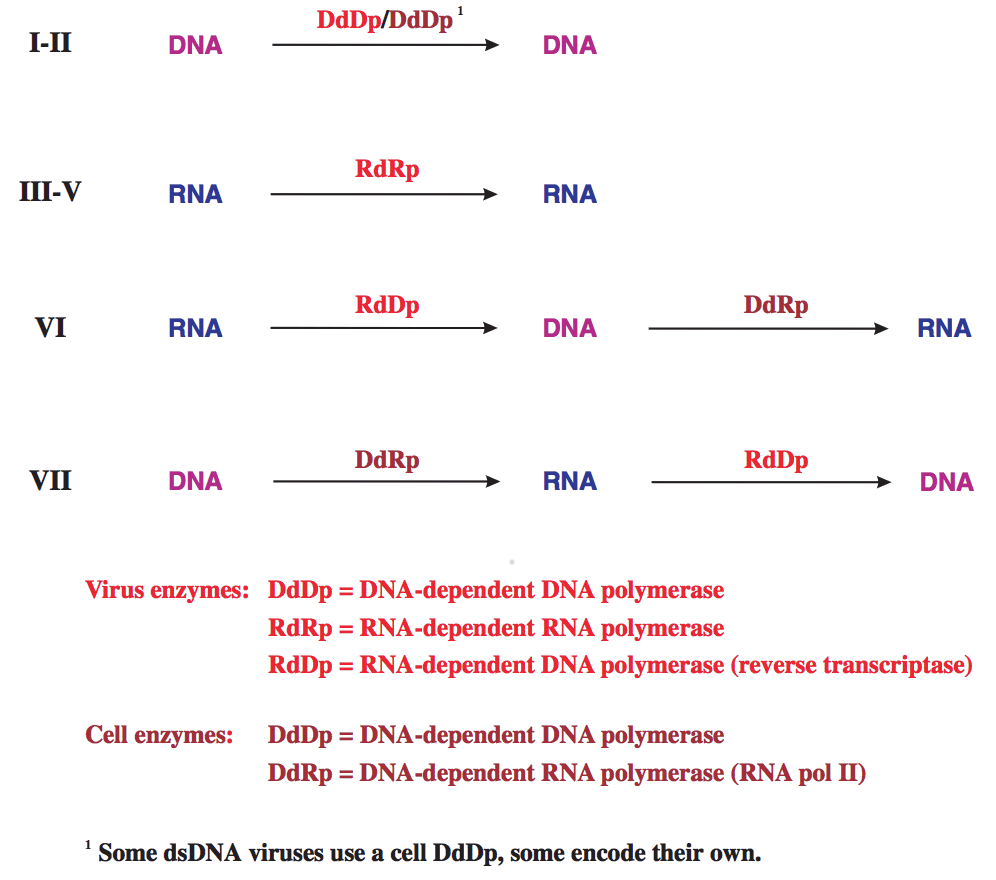 DdDp/DdDp ¹
I-II DNA DNA
RdRp
III-V RNA RNA
RdDp DdRp
VI RNA DNA RNA
DdRp RdDp
VII DNA RNA DNA
Virus enzymes: DdDp = DNA-dependent DNA polymerase
RdRp = RNA-dependent RNA polymerase
RdDp = RNA-dependent DNA polymerase (reverse transcriptase)
Cell enzymes: DdDp = DNA-dependent DNA polymerase
DdRp = DNA-dependent RNA polymerase (RNA pol II)
¹ Some dsDNA viruses use a cell DdDp, some encode their own.